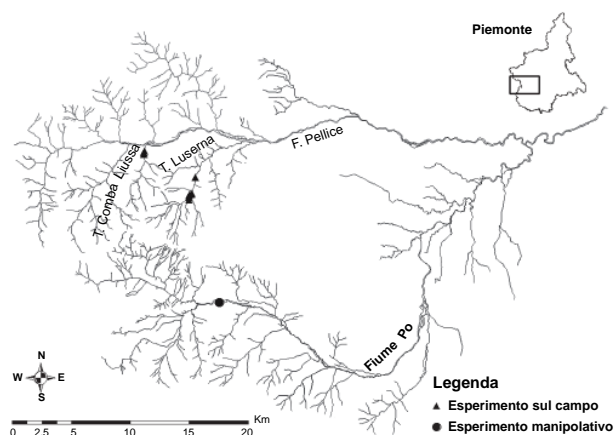 Piemonte
T. Comba Liussa
T. Luserna
F. Pellice
Fiume Po
N
W E
S
Km
0 2.5 5 10 15 20
Legenda
Esperimento sul campo
Esperimento manipolativo